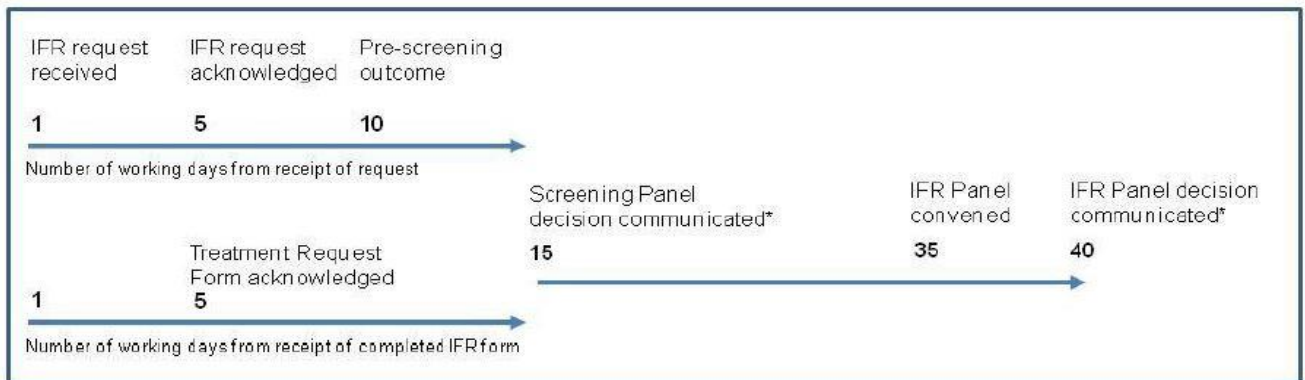 IFR request
received
IFR request
acknowledged
Pre-screening
outcome
1
5
10
Number of working days from receipt of request
Screening Panel
decision communicated*
IFR Panel
convened
IFR Panel decision
communicated*
15
35
40
Treatment Request
Form acknowledged
1
5
Number of working days from receipt of completed IFR form